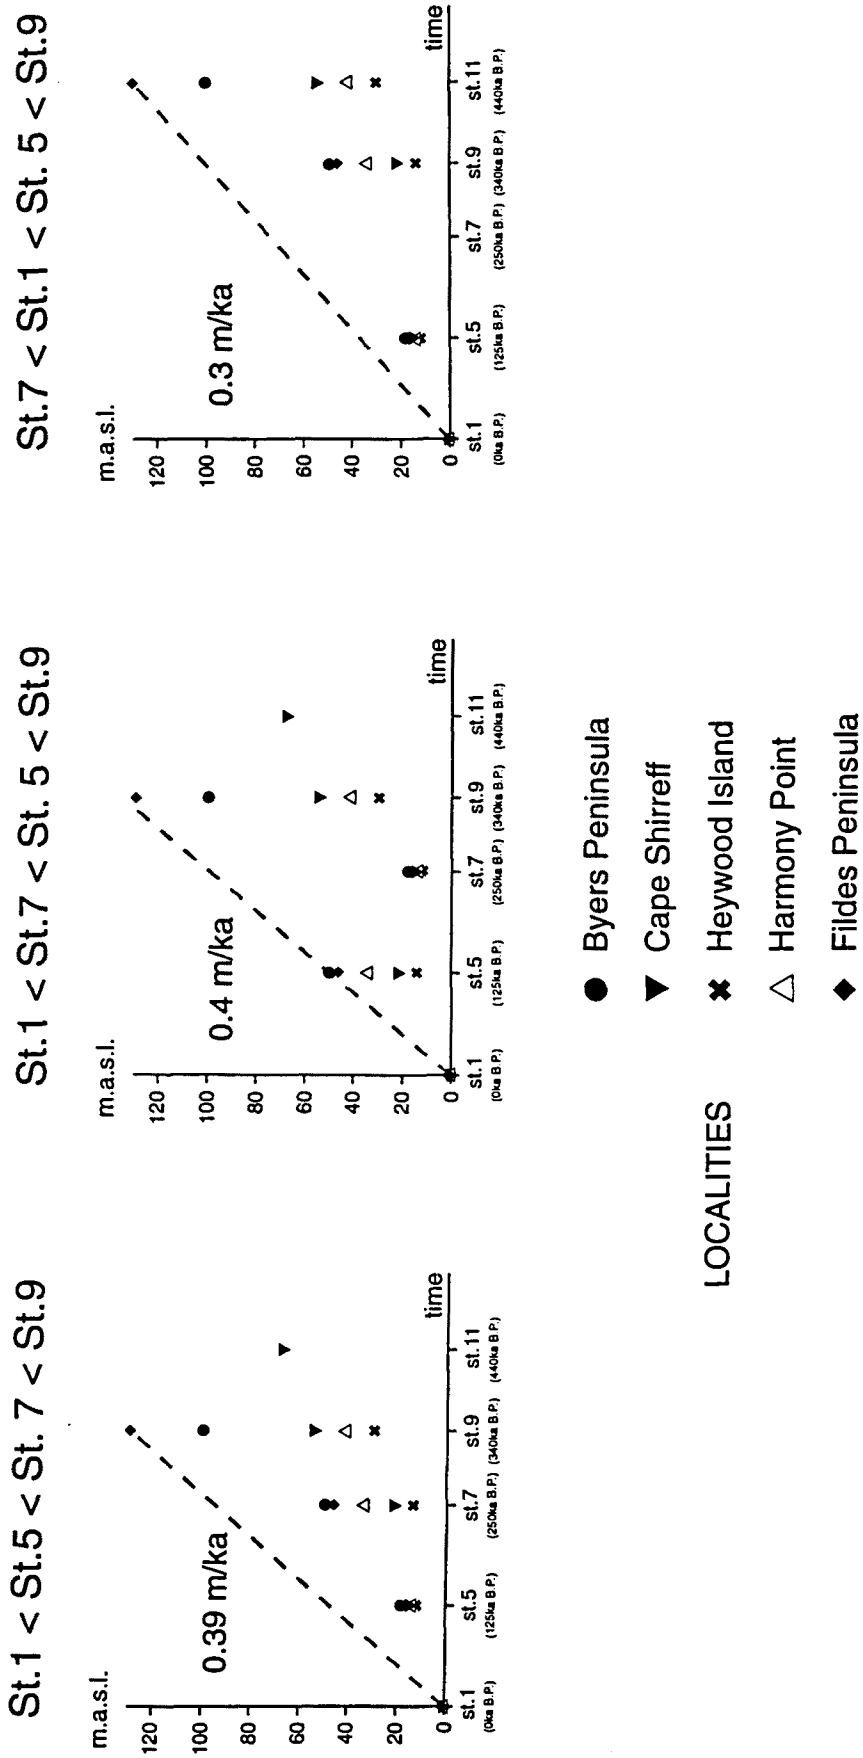 St.1 < St.5 < St. 7 < St.9
m.a.s.l.
120
100
80
60
40
20
0
0.39 m/ka
time
st.1
st.5
st.7
st.9
st.11
(0ka B.P.)
(125ka B.P.)
(250ka B.P.)
(340ka B.P.)
(440ka B.P.)
St.1 < St.7 < St. 5 < St.9
m.a.s.l.
120
100
80
60
40
20
0
0.4 m/ka
time
st.1
st.5
st.7
st.9
st.11
(0ka B.P.)
(125ka B.P.)
(250ka B.P.)
(340ka B.P.)
(440ka B.P.)
St.7 < St.1 < St. 5 < St.9
m.a.s.l.
120
100
80
60
40
20
0
0.3 m/ka
time
st.1
st.5
st.7
st.9
st.11
(0ka B.P.)
(125ka B.P.)
(250ka B.P.)
(340ka B.P.)
(440ka B.P.)
LOCALITIES
Byers Peninsula
Cape Shirreff
Heywood Island
Harmony Point
Fildes Peninsula